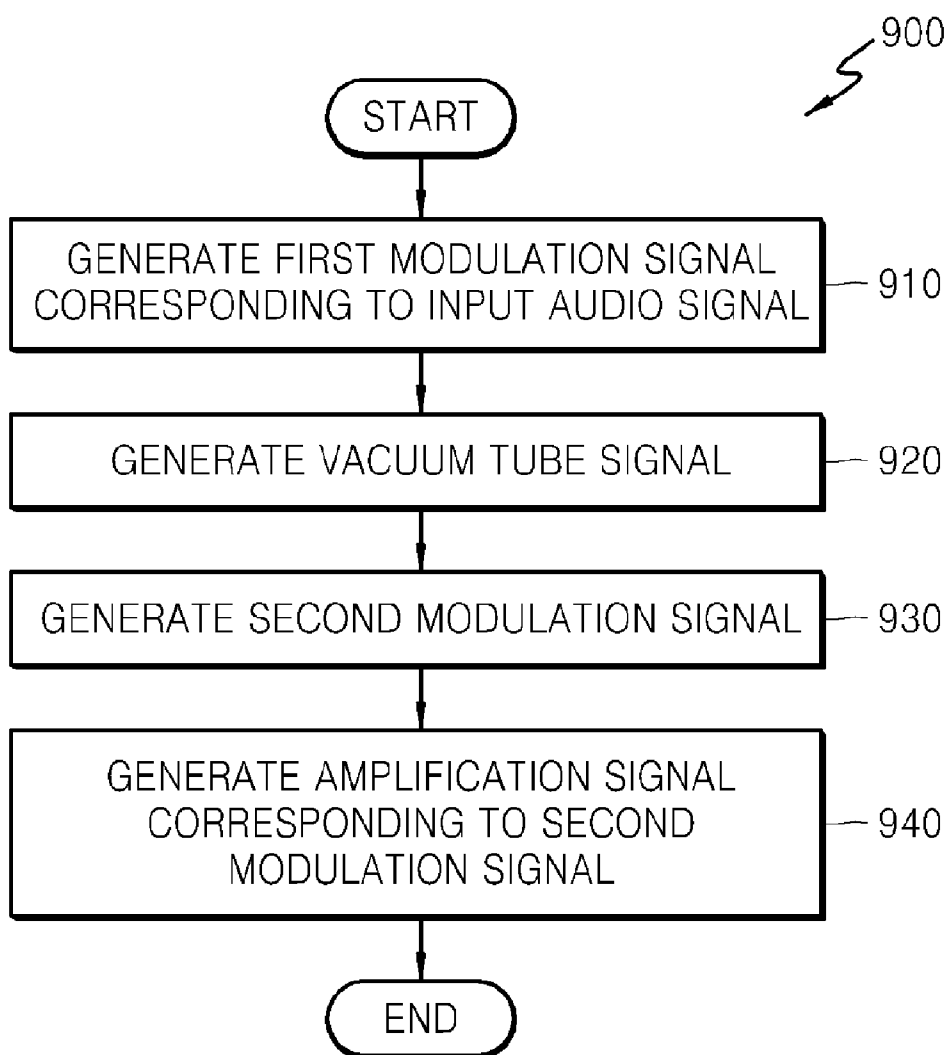 900
START
GENERATE FIRST MODULATION SIGNAL
CORRESPONDING TO INPUT AUDIO SIGNAL
910
GENERATE VACUUM TUBE SIGNAL
920
GENERATE SECOND MODULATION SIGNAL
930
GENERATE AMPLIFICATION SIGNAL
CORRESPONDING TO SECOND
MODULATION SIGNAL
940
END